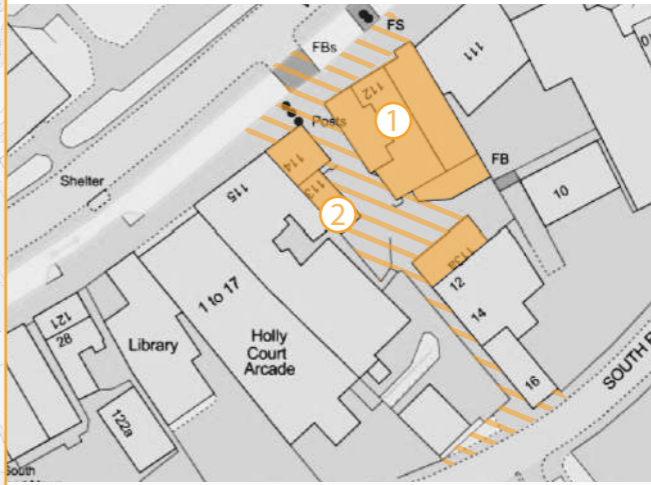 FS
FBs
111
112
1
Posts
FB
Shelter
114
113
115
2
10
113a
12
14
16
1 to 17
Holly
Court
Arcade
Library
121
28
122a
SOUTH
South